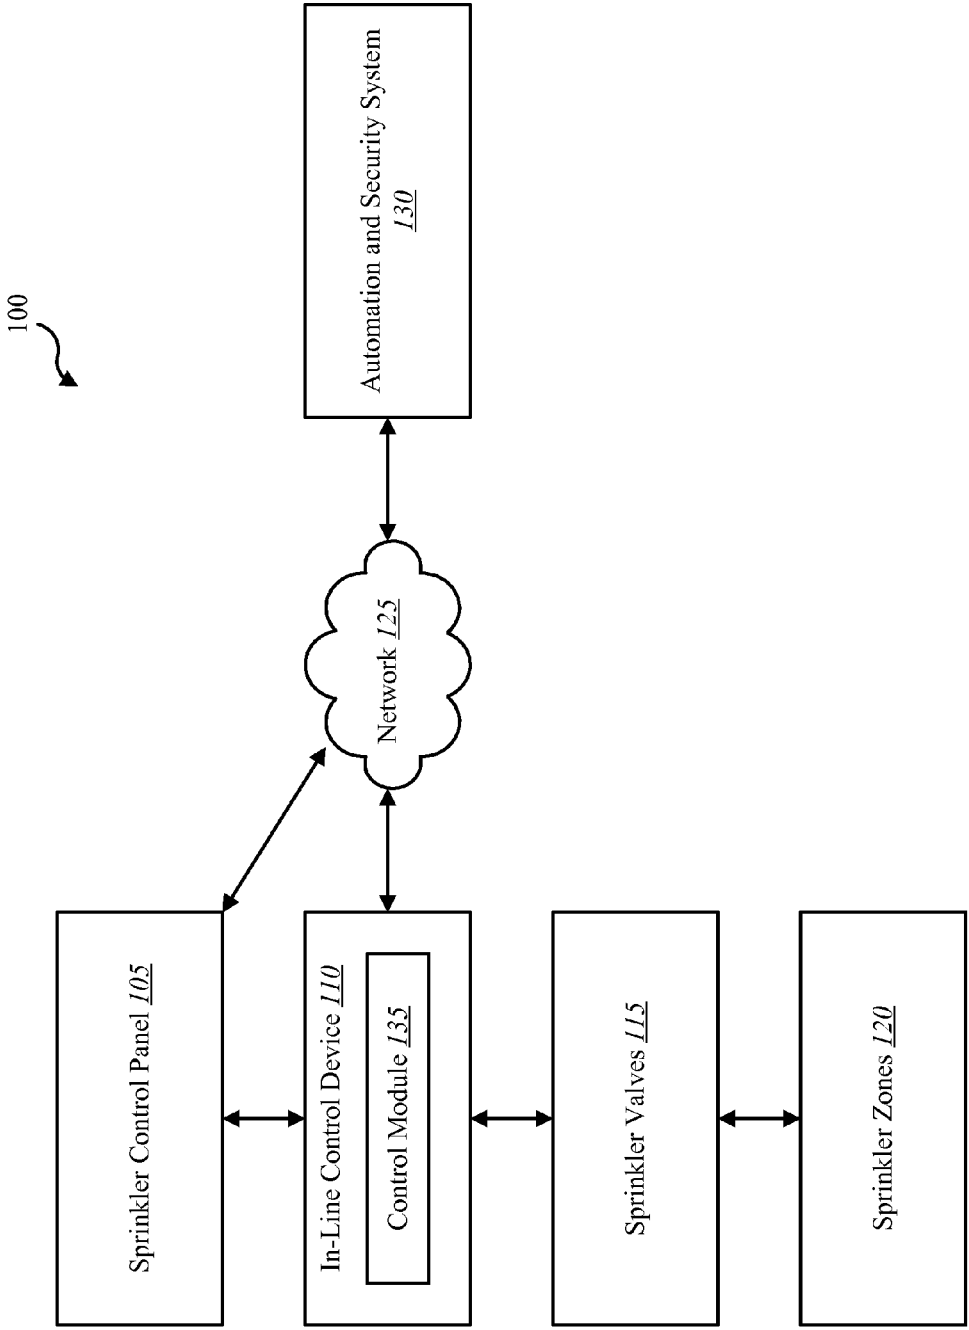 100
Sprinkler Control Panel 105
In-Line Control Device 110
Control Module 135
Sprinkler Valves 115
Sprinkler Zones 120
Network 125
Automation and Security System
130